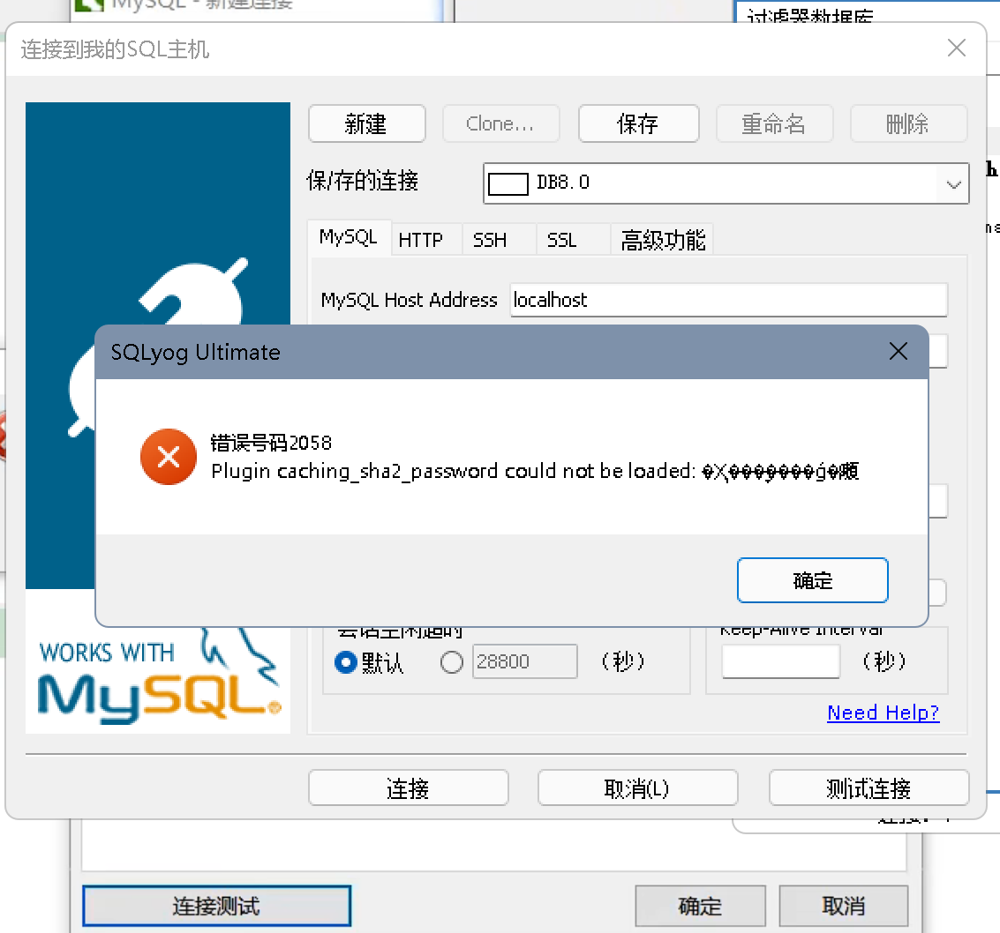 MySQL - 新建连接
过滤器数据库
连接到我的SQL主机
新建
Clone...
保存
重命名
删除
保/存的连接
DB8.0
MySQL
HTTP
SSH
SSL
高级功能
MySQL Host Address
localhost
SQLyog Ultimate
错误号码2058
Plugin caching_sha2_password could not be loaded:
确定
会话空闲超时
Keep-Alive Interval
默认
28800
(秒)
(秒)
WORKS WITH
MySQL
Need Help?
连接
取消(L)
测试连接
连接测试
确定
取消